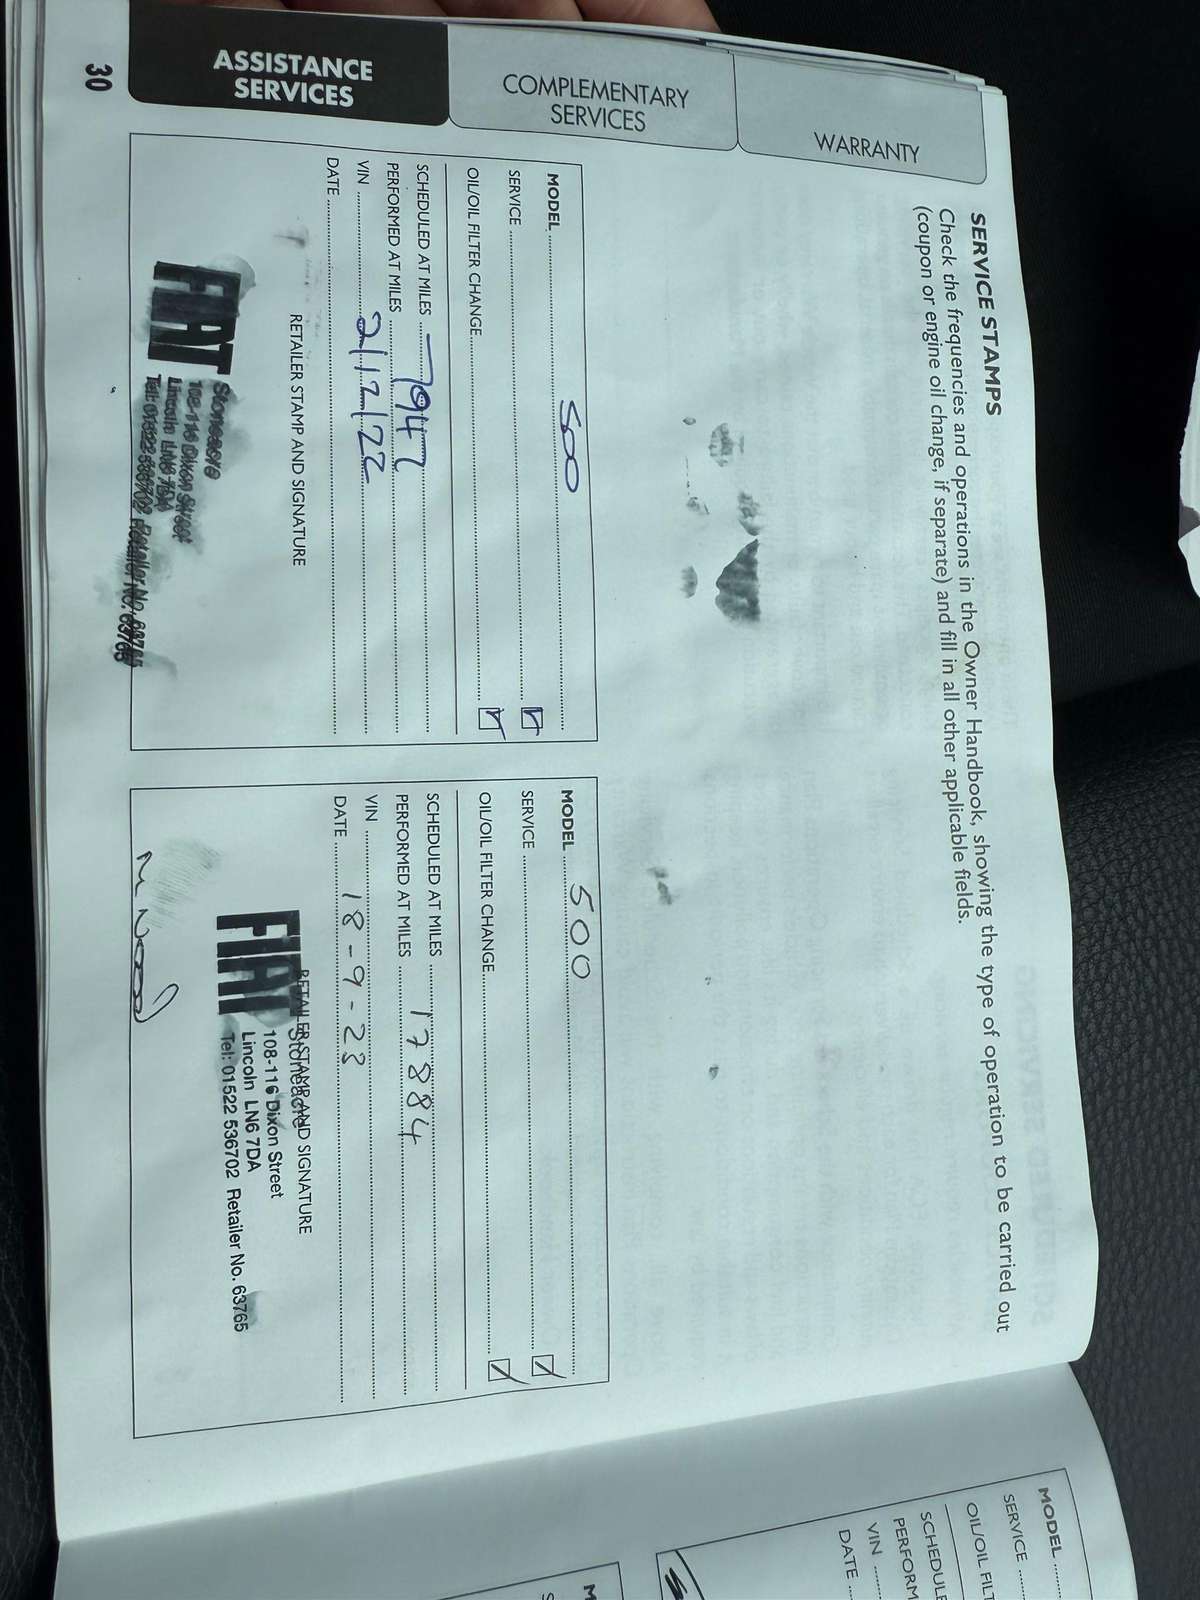 WARRANTY
COMPLEMENTARY
SERVICES
ASSISTANCE
SERVICES
SERVICE STAMPS
Check the frequencies and operations in the Owner Handbook, showing the type of operation to be carried out
(coupon or engine oil change, if separate) and fill in all other applicable fields.
MODEL 500
SERVICE
OIL/OIL FILTER CHANGE
SCHEDULED AT MILES
PERFORMED AT MILES 7947
VIN
DATE 2/12/22
RETAILER STAMP AND SIGNATURE
FIAT
Stoneacre
108-116 Dixon Street
Lincoln LN6 7DA
Tel: 01522 536702 Retailer No. 63765
MODEL 500
SERVICE
OIL/OIL FILTER CHANGE
SCHEDULED AT MILES
PERFORMED AT MILES 17884
VIN
DATE 18-9-23
RETAILER STAMP AND SIGNATURE
FIAT
Stoneacre
108-116 Dixon Street
Lincoln LN6 7DA
Tel: 01522 536702 Retailer No. 63765
M Wood
30
MODEL
SERVICE
OIL/OIL FILT
SCHEDULE
PERFORM
VIN
DATE
M
S